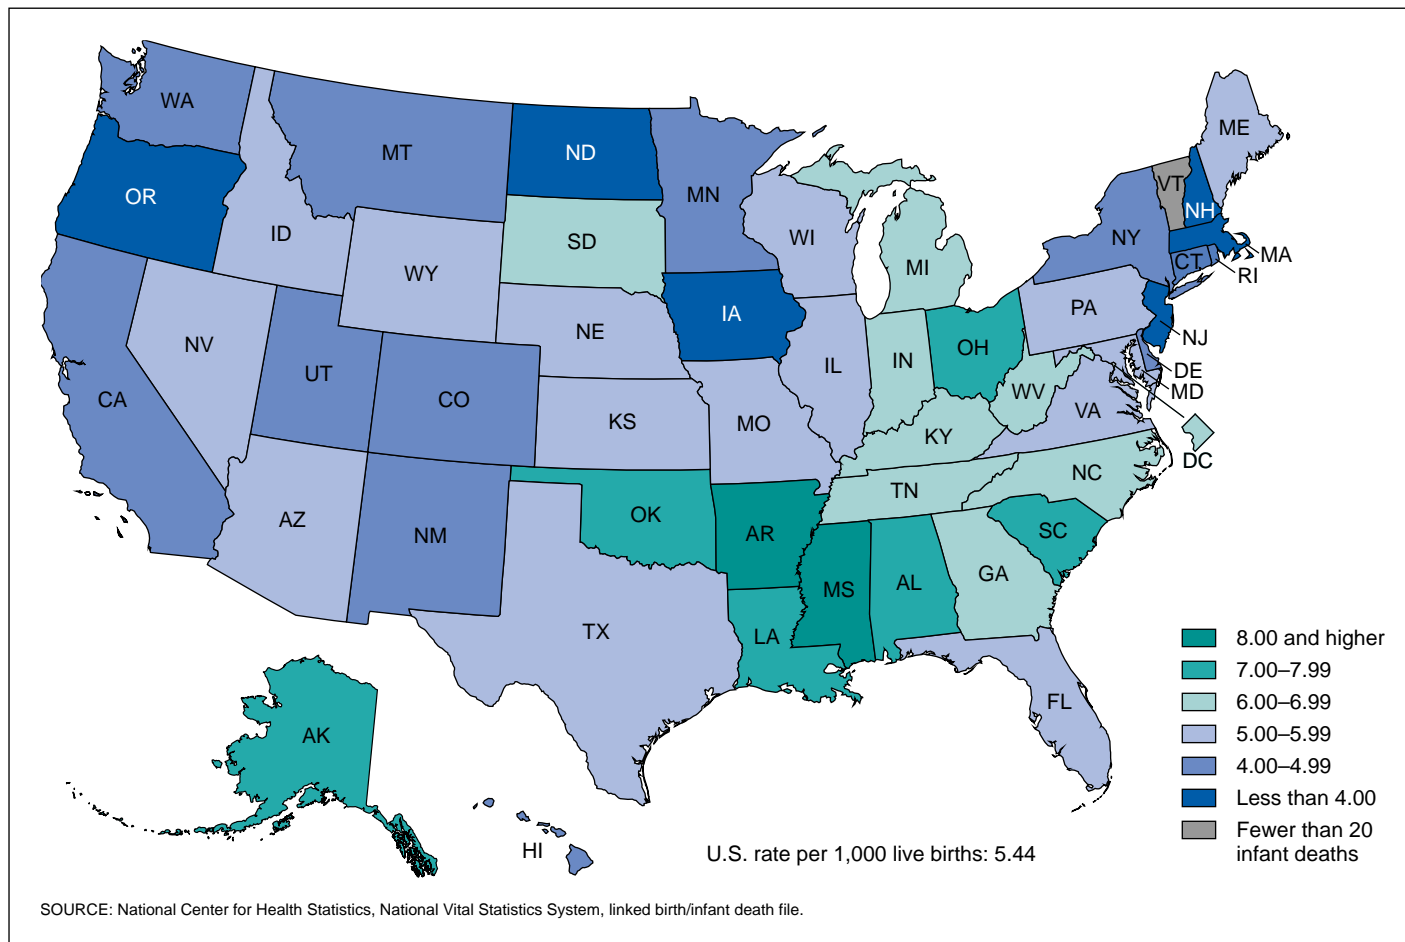 WA
MT
ND
MN
ME
VT
NH
OR
ID
SD
WI
NY
MA
CT
RI
WY
MI
IA
PA
NE
NJ
NV
OH
UT
IL
IN
DE
CO
WV
MD
CA
KS
MO
VA
KY
DC
NC
TN
AZ
OK
NM
AR
SC
GA
MS
AL
TX
LA
FL
AK
HI
8.00 and higher
7.00–7.99
6.00–6.99
5.00–5.99
4.00–4.99
Less than 4.00
Fewer than 20
infant deaths
U.S. rate per 1,000 live births: 5.44
SOURCE: National Center for Health Statistics, National Vital Statistics System, linked birth/infant death file.